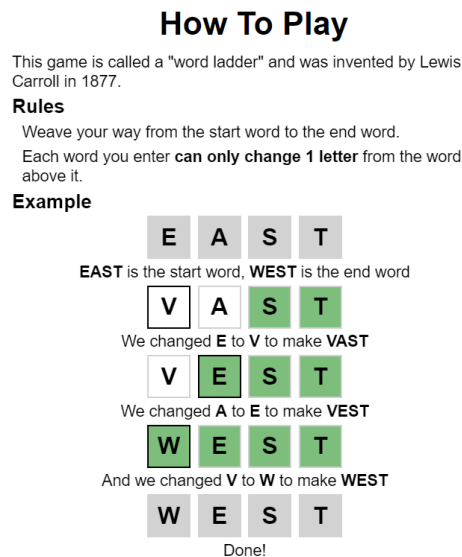 How To Play
This game is called a "word ladder" and was invented by Lewis
Carroll in 1877.
Rules
Weave your way from the start word to the end word.
Each word you enter can only change 1 letter from the word
above it.
Example
E A S T
EAST is the start word, WEST is the end word
V A S T
We changed E to V to make VAST
V E S T
We changed A to E to make VEST
W E S T
And we changed V to W to make WEST
W E S T
Done!